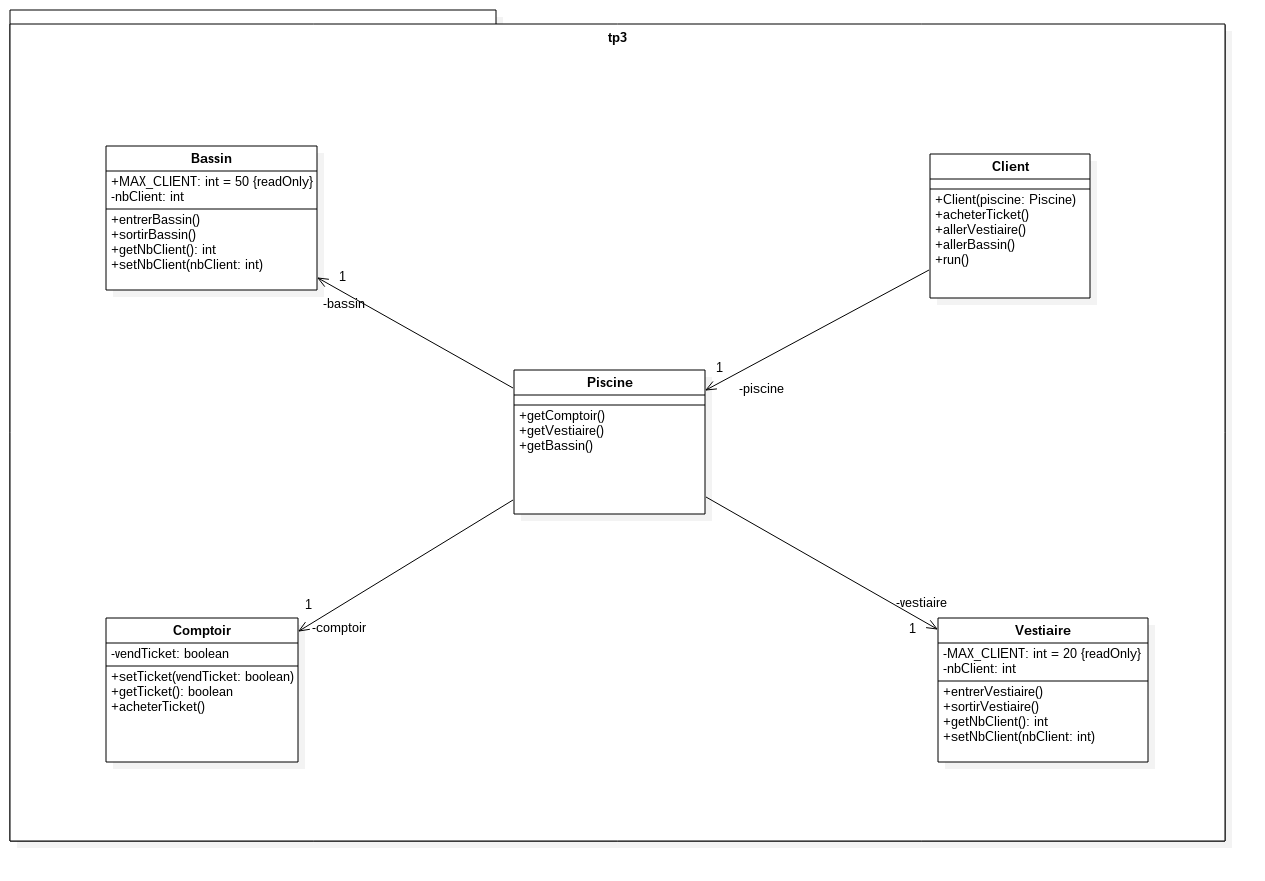 tp3
Bassin
+MAX_CLIENT: int = 50 {readOnly}
-nbClient: int
+entrerBassin()
+sortirBassin()
+getNbClient(): int
+setNbClient(nbClient: int)
1
-bassin
Client
+Client(piscine: Piscine)
+acheterTicket()
+allerVestiaire()
+allerBassin()
+run()
1
-piscine
Piscine
+getComptoir()
+getVestiaire()
+getBassin()
1
-comptoir
Comptoir
-vendTicket: boolean
+setTicket(vendTicket: boolean)
+getTicket(): boolean
+acheterTicket()
-vestiaire
1
Vestiaire
-MAX_CLIENT: int = 20 {readOnly}
-nbClient: int
+entrerVestiaire()
+sortirVestiaire()
+getNbClient(): int
+setNbClient(nbClient: int)